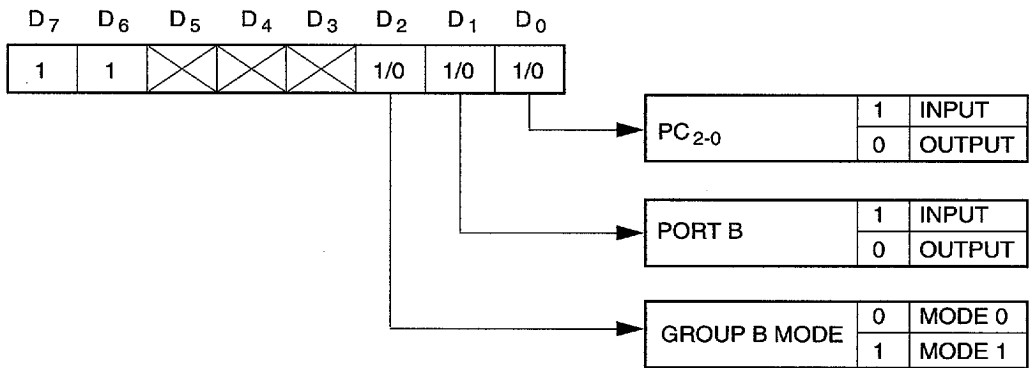 D7 D6 D5 D4 D3 D2 D1 D0
1 1 1/0 1/0 1/0
PC2-0 1 INPUT
0 OUTPUT
PORT B 1 INPUT
0 OUTPUT
GROUP B MODE 0 MODE 0
1 MODE 1